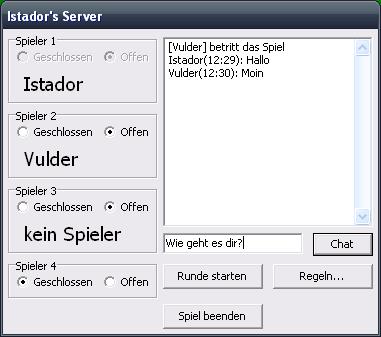 Istador's Server
Spieler 1
Geschlossen Offen
Istador
Spieler 2
Geschlossen Offen
Vulder
Spieler 3
Geschlossen Offen
kein Spieler
Spieler 4
Geschlossen Offen
[Vulder] betritt das Spiel
Istador(12:29): Hallo
Vulder(12:30): Moin
Wie geht es dir?
Chat
Runde starten
Regeln...
Spiel beenden